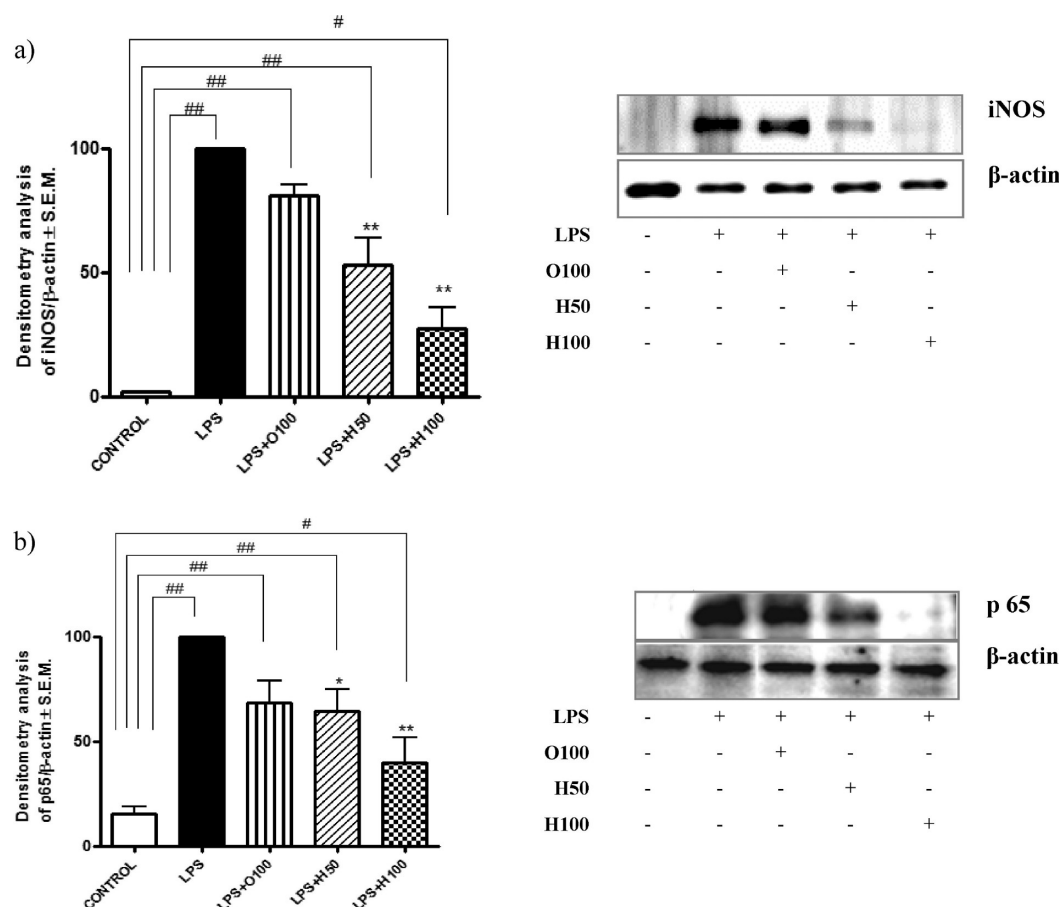 a)
#
##
##
##
Densitometry analysis
of iNOS/β-actin ± S.E.M.
100
50
0
**
**
CONTROL
LPS
LPS+O100
LPS+H50
LPS+H100
iNOS
β-actin
LPS - + + + +
O100 - - + - -
H50 - - - + -
H100 - - - - +
b)
#
##
##
##
Densitometry analysis
of p65/β-actin ± S.E.M.
100
50
0
*
**
CONTROL
LPS
LPS+O100
LPS+H50
LPS+H100
p 65
β-actin
LPS - + + + +
O100 - - + - -
H50 - - - + -
H100 - - - - +